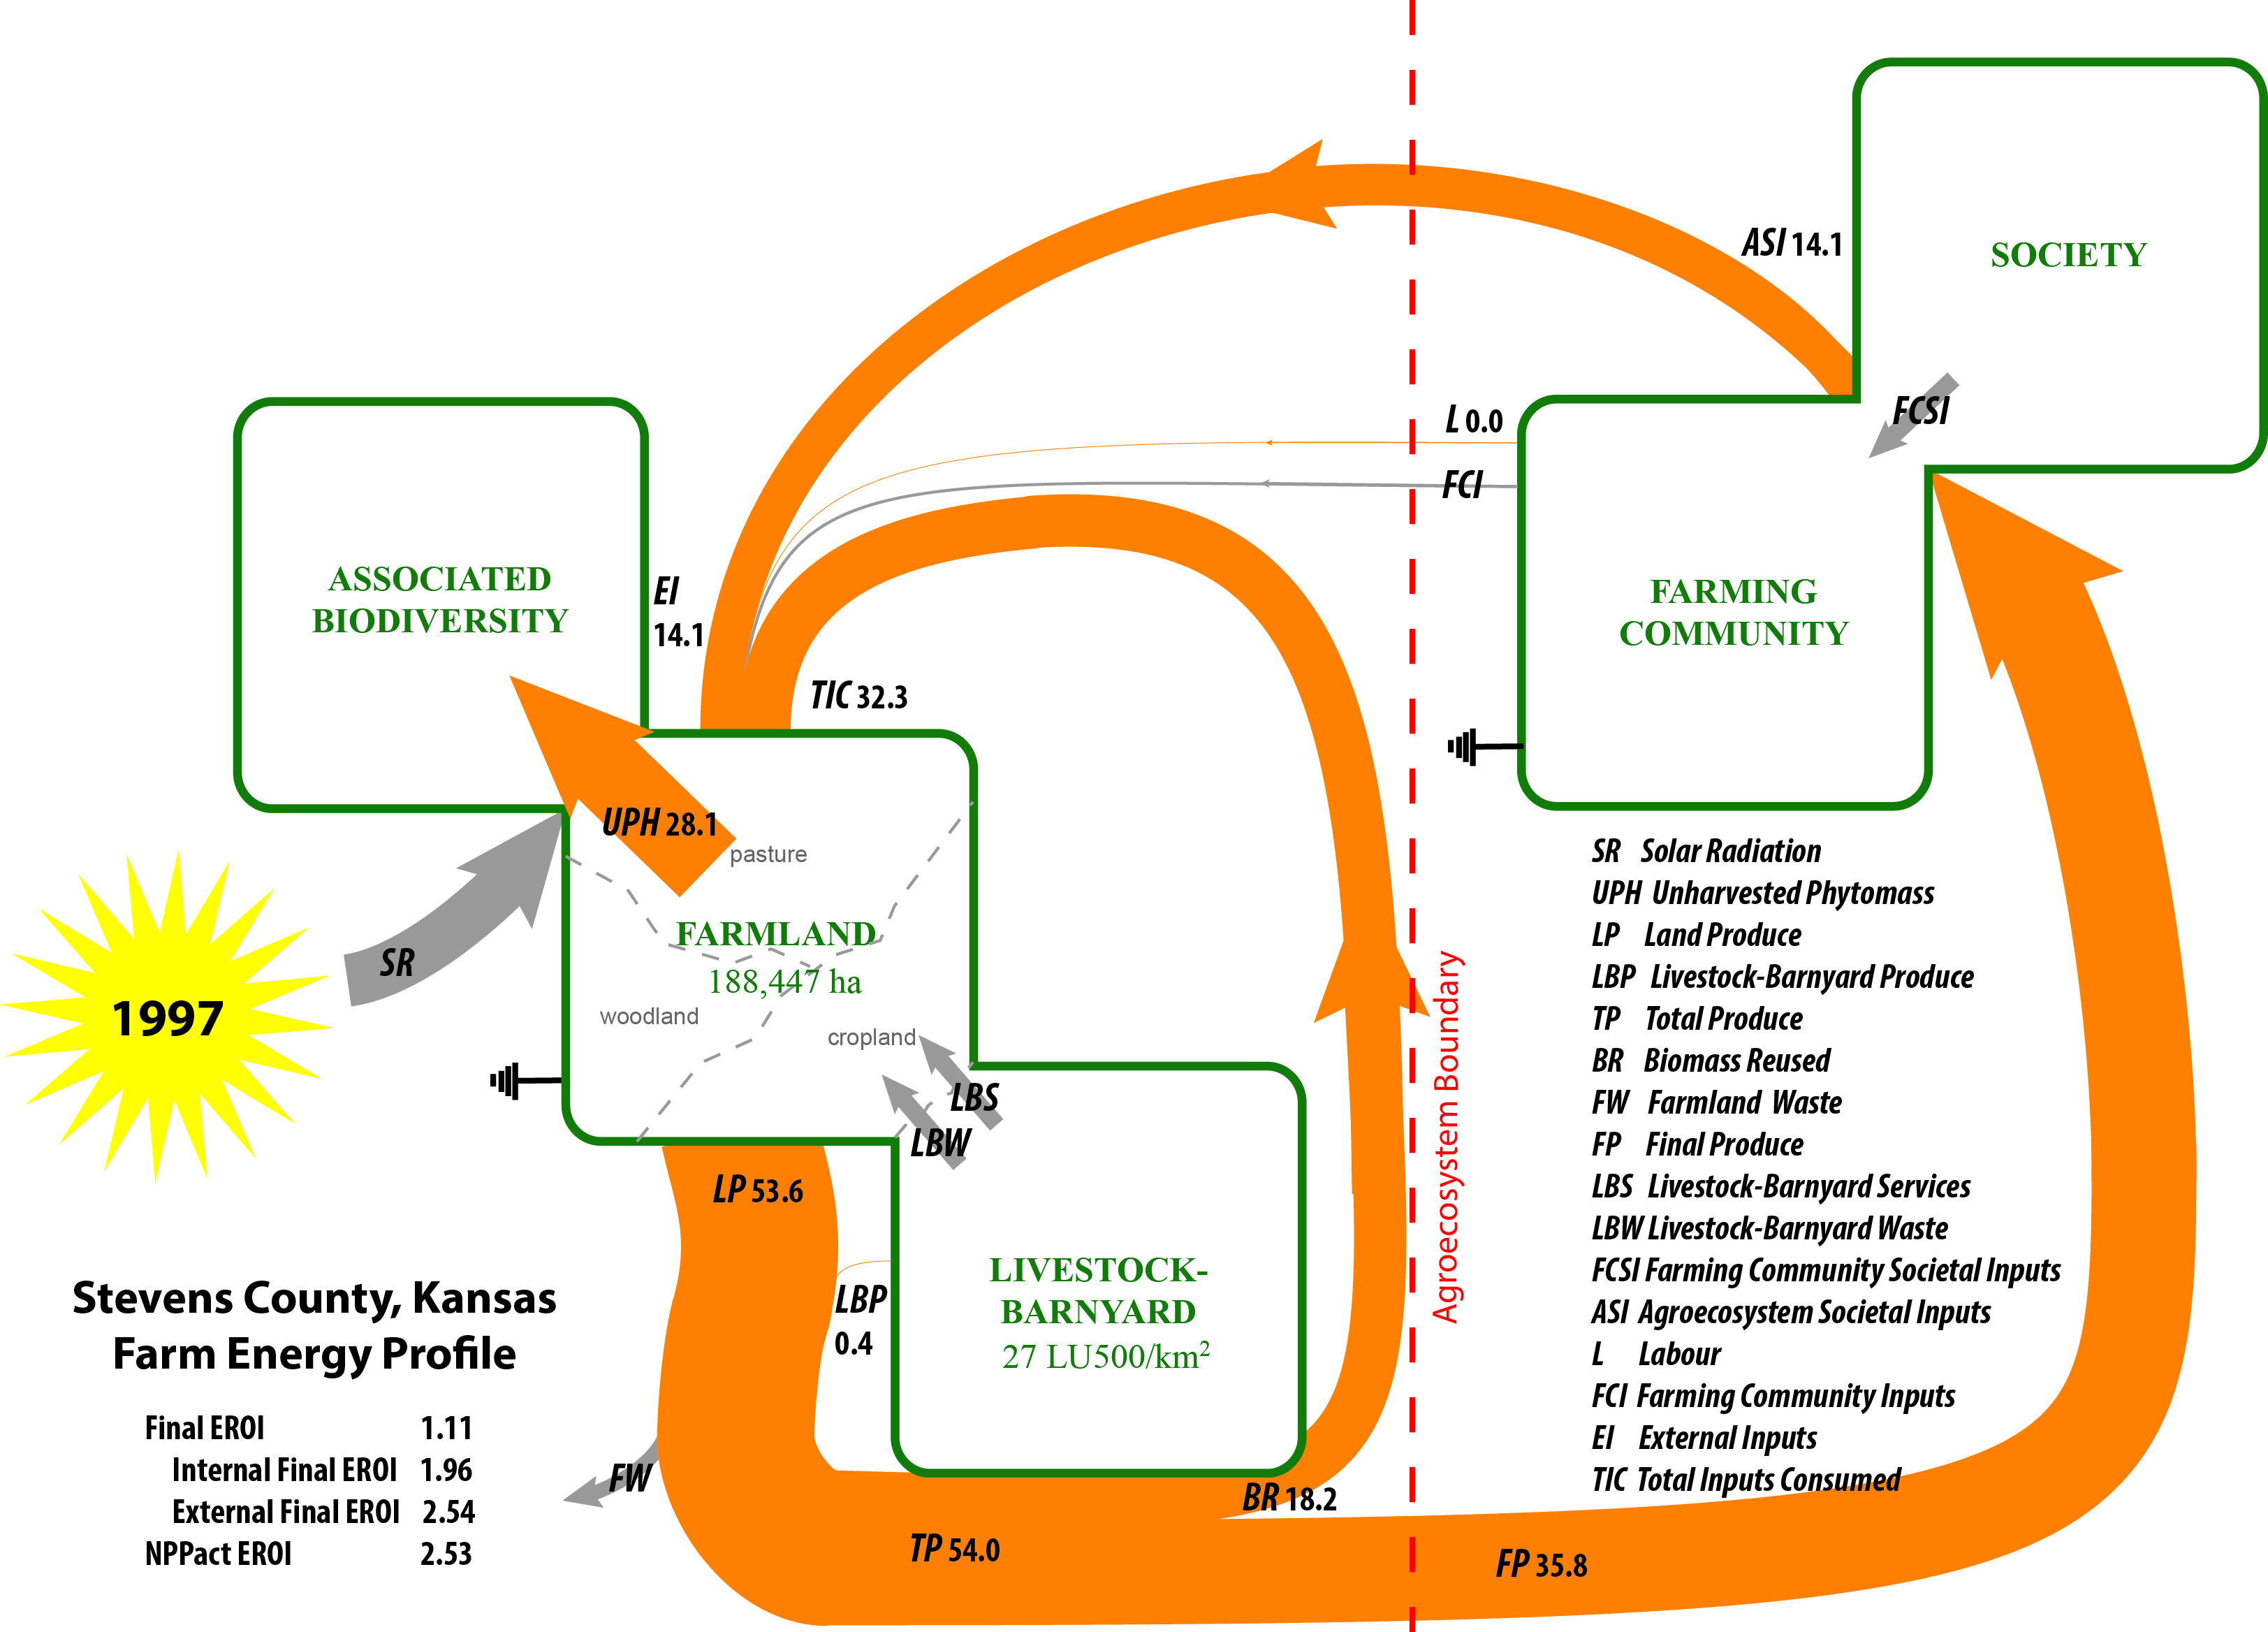 SOCIETY
ASI 14.1
FCSI
L 0.0
FCI
ASSOCIATED
BIODIVERSITY
EI
14.1
FARMING
COMMUNITY
TIC 32.3
UPH 28.1
pasture
FARMLAND
188,447 ha
woodland
cropland
SR
1997
LBS
LBW
LP 53.6
LBP
0.4
LIVESTOCK-
BARNYARD
27 LU500/km²
Agroecosystem Boundary
BR 18.2
FW
TP 54.0
FP 35.8
Stevens County, Kansas
Farm Energy Profile
Final EROI 1.11
Internal Final EROI 1.96
External Final EROI 2.54
NPPact EROI 2.53
SR Solar Radiation
UPH Unharvested Phytomass
LP Land Produce
LBP Livestock-Barnyard Produce
TP Total Produce
BR Biomass Reused
FW Farmland Waste
FP Final Produce
LBS Livestock-Barnyard Services
LBW Livestock-Barnyard Waste
FCSI Farming Community Societal Inputs
ASI Agroecosystem Societal Inputs
L Labour
FCI Farming Community Inputs
EI External Inputs
TIC Total Inputs Consumed